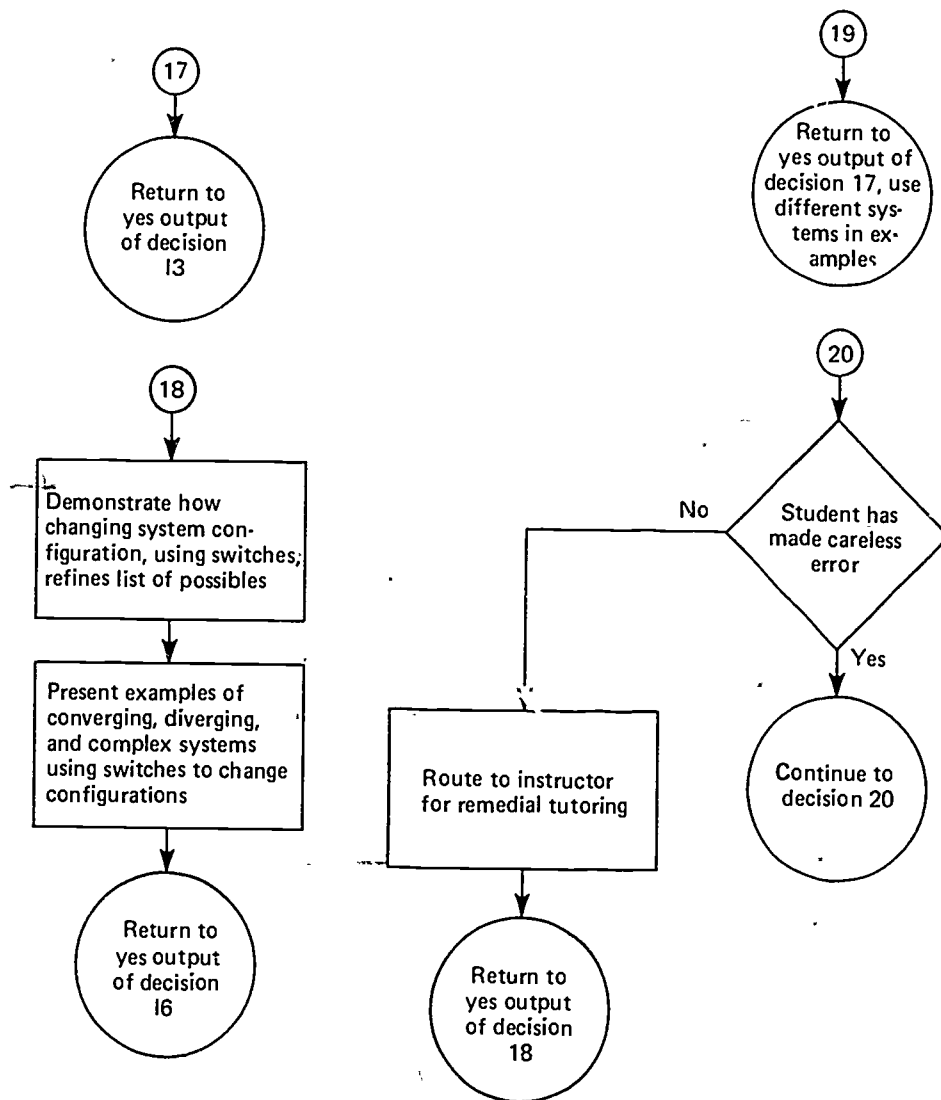 17
Return to
yes output
of decision
I3
18
Demonstrate how
changing system con-
figuration, using switches,
refines list of possibles
Present examples of
converging, diverging,
and complex systems
using switches to change
configurations
Return to
yes output
of decision
I6
19
Return to
yes output of
decision 17, use
different sys-
tems in ex-
amples
20
Student has
made careless
error
No
Yes
Route to instructor
for remedial tutoring
Continue to
decision 20
Return to
yes output
of decision
18